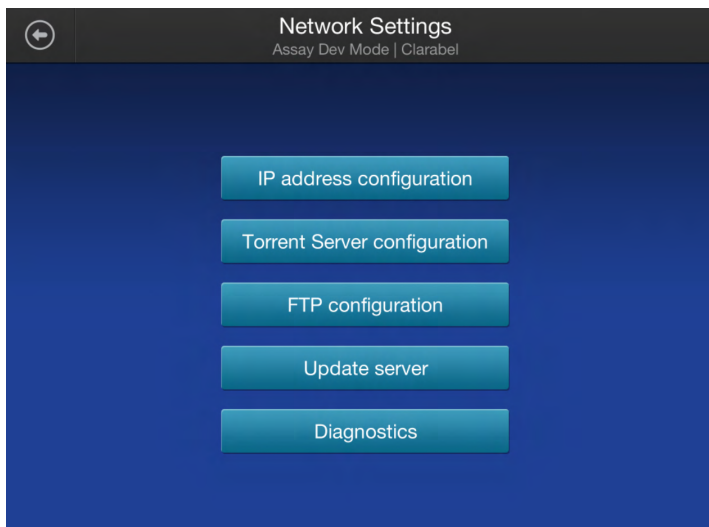 Network Settings
Assay Dev Mode | Clarabel
IP address configuration
Torrent Server configuration
FTP configuration
Update server
Diagnostics